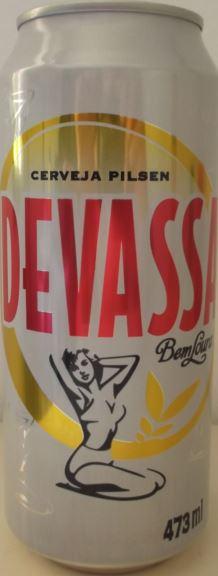 CERVEJA PILSEN
DEVASSA
Bem Loura
473 ml